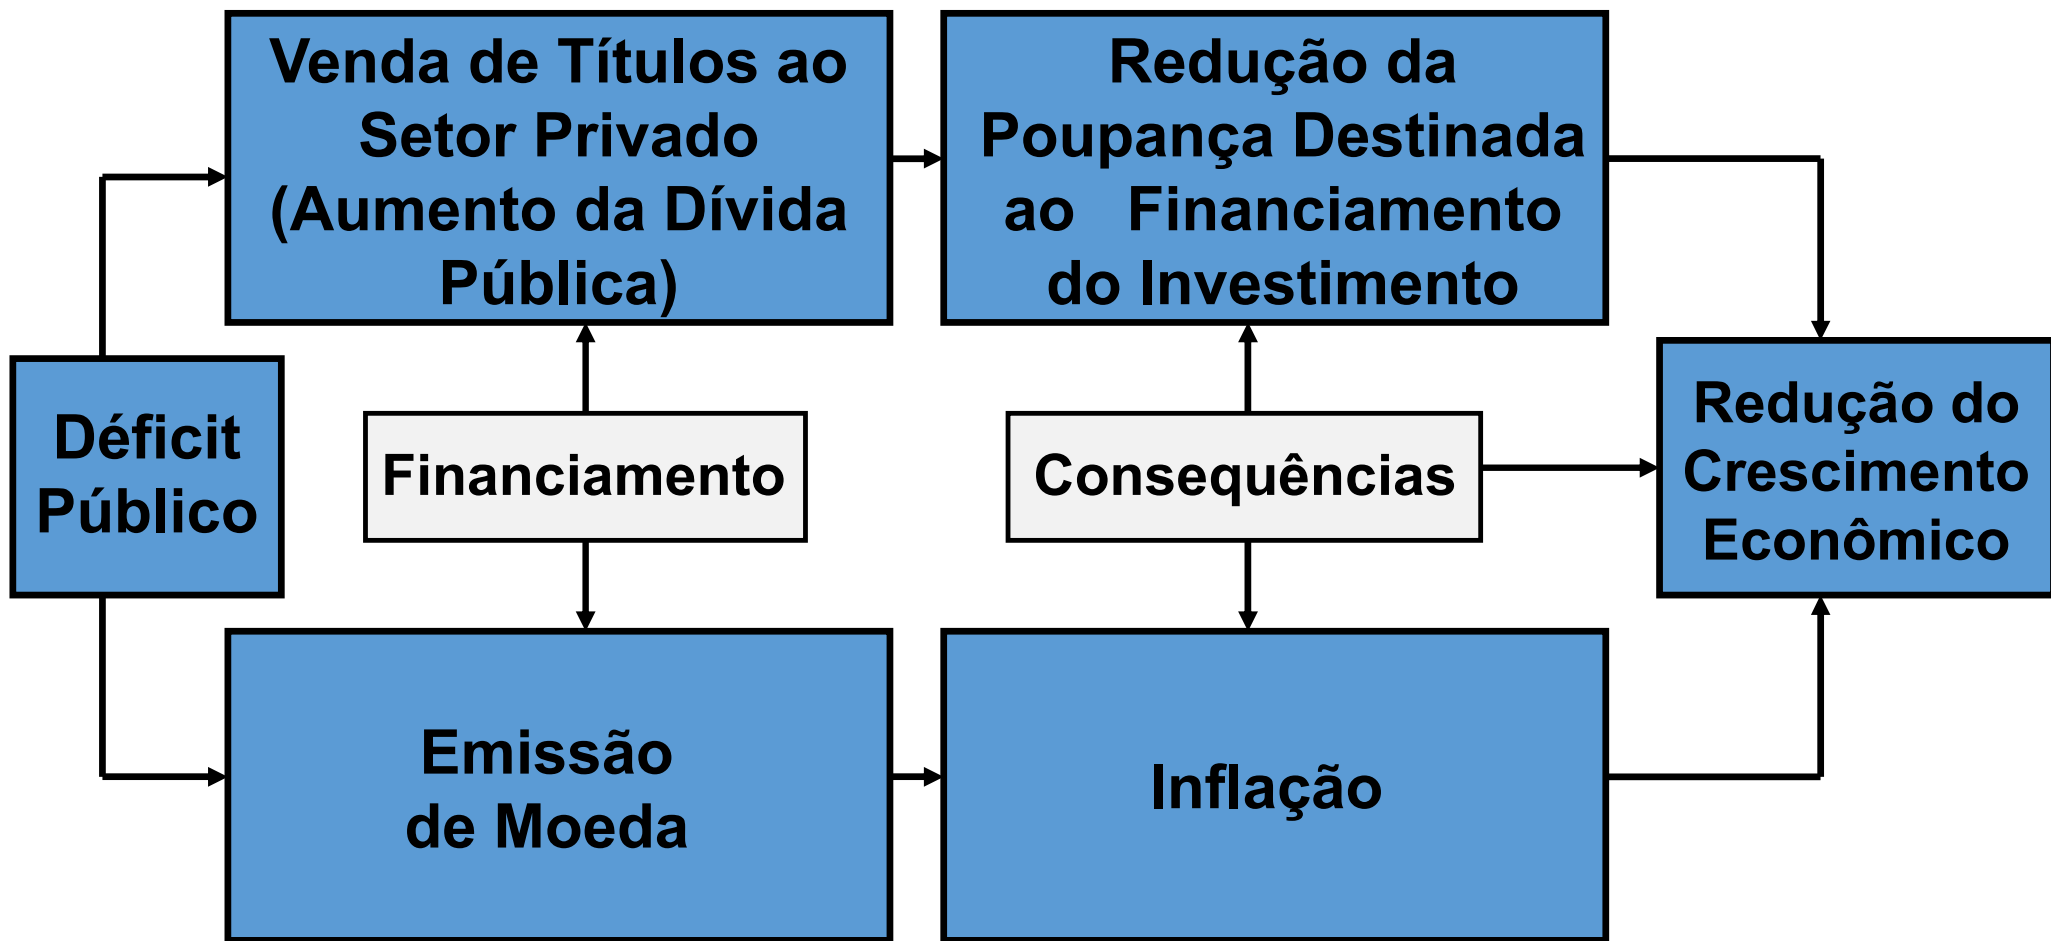 Venda de Títulos ao
Setor Privado
(Aumento da Dívida
Pública)
Redução da
Poupança Destinada
ao Financiamento
do Investimento
Déficit
Público
Financiamento
Consequências
Redução do
Crescimento
Econômico
Emissão
de Moeda
Inflação